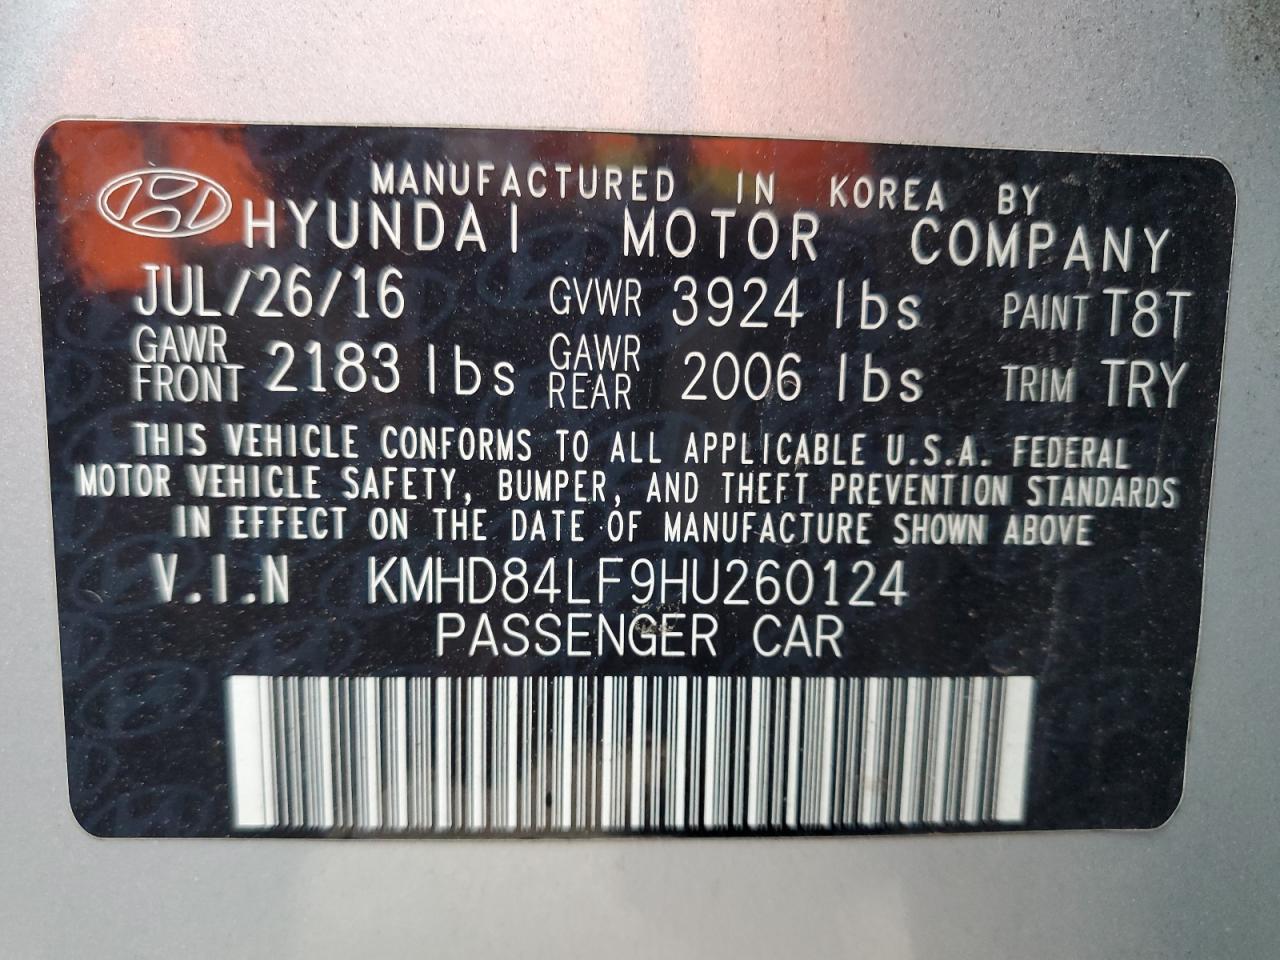 MANUFACTURED IN KOREA BY
HYUNDAI MOTOR COMPANY
JUL/26/16 GVWR 3924 lbs PAINT T8T
GAWR FRONT 2183 lbs GAWR REAR 2006 lbs TRIM TRY
THIS VEHICLE CONFORMS TO ALL APPLICABLE U.S.A. FEDERAL
MOTOR VEHICLE SAFETY, BUMPER, AND THEFT PREVENTION STANDARDS
IN EFFECT ON THE DATE OF MANUFACTURE SHOWN ABOVE
V.I.N KMHD84LF9HU260124
PASSENGER CAR